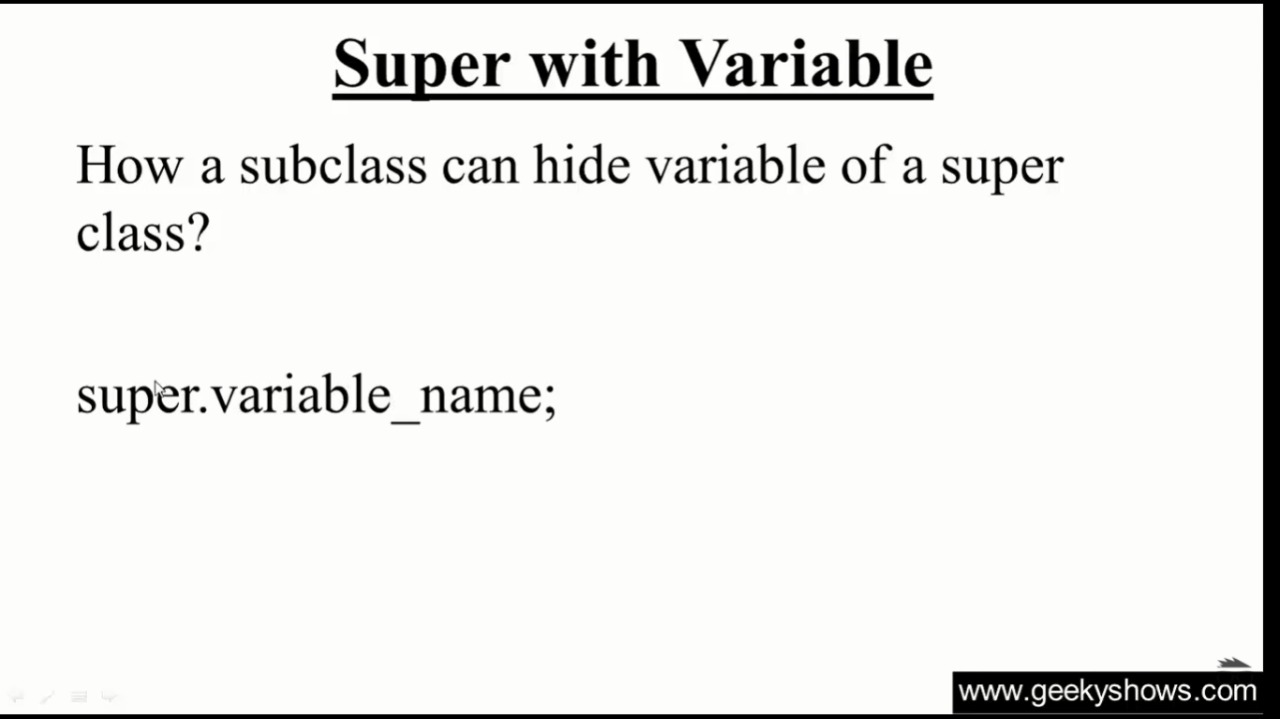 Super with Variable
How a subclass can hide variable of a super
class?
super.variable_name;
www.geekyshows.com